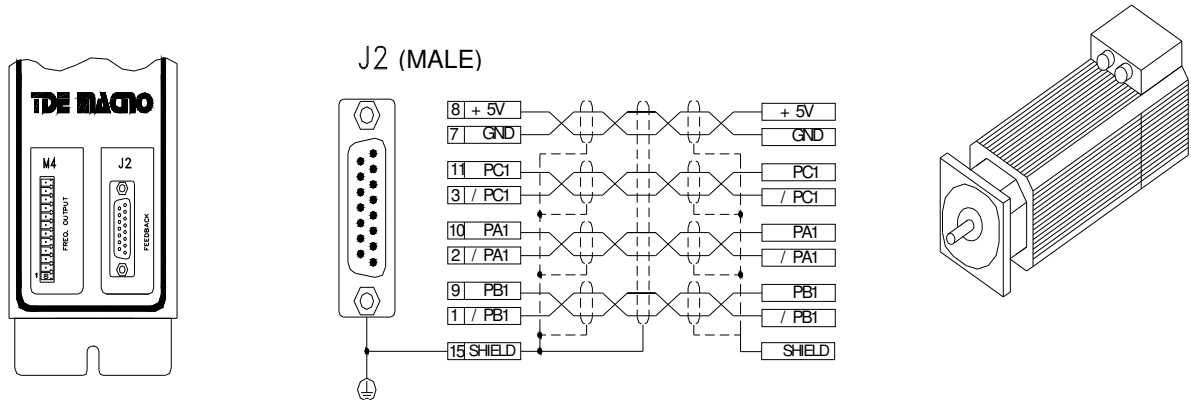 TDE MACNO
M4
J2
FREQ. OUTPUT
FEEDBACK
1
J2 (MALE)
8 + 5V + 5V
7 GND GND
11 PC1 PC1
3 / PC1 / PC1
10 PA1 PA1
2 / PA1 / PA1
9 PB1 PB1
1 / PB1 / PB1
15 SHIELD SHIELD